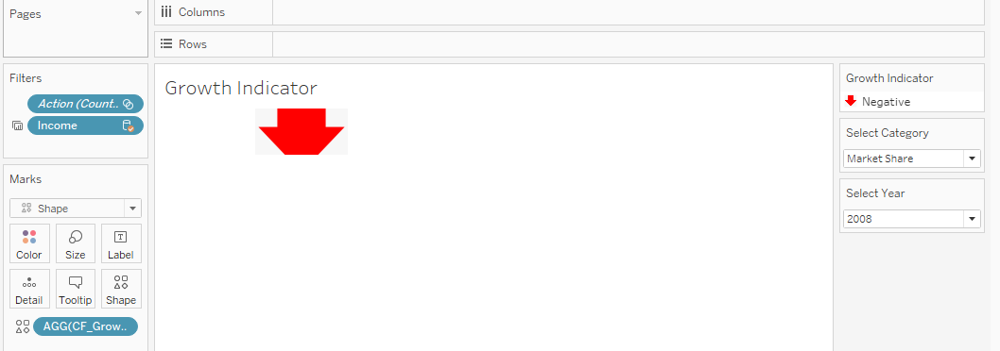 Pages
Columns
Rows
Filters
Action (Count..
Income
Marks
Shape
Color
Size
Label
Detail
Tooltip
Shape
AGG(CF_Grow..
Growth Indicator
Growth Indicator
Negative
Select Category
Market Share
Select Year
2008